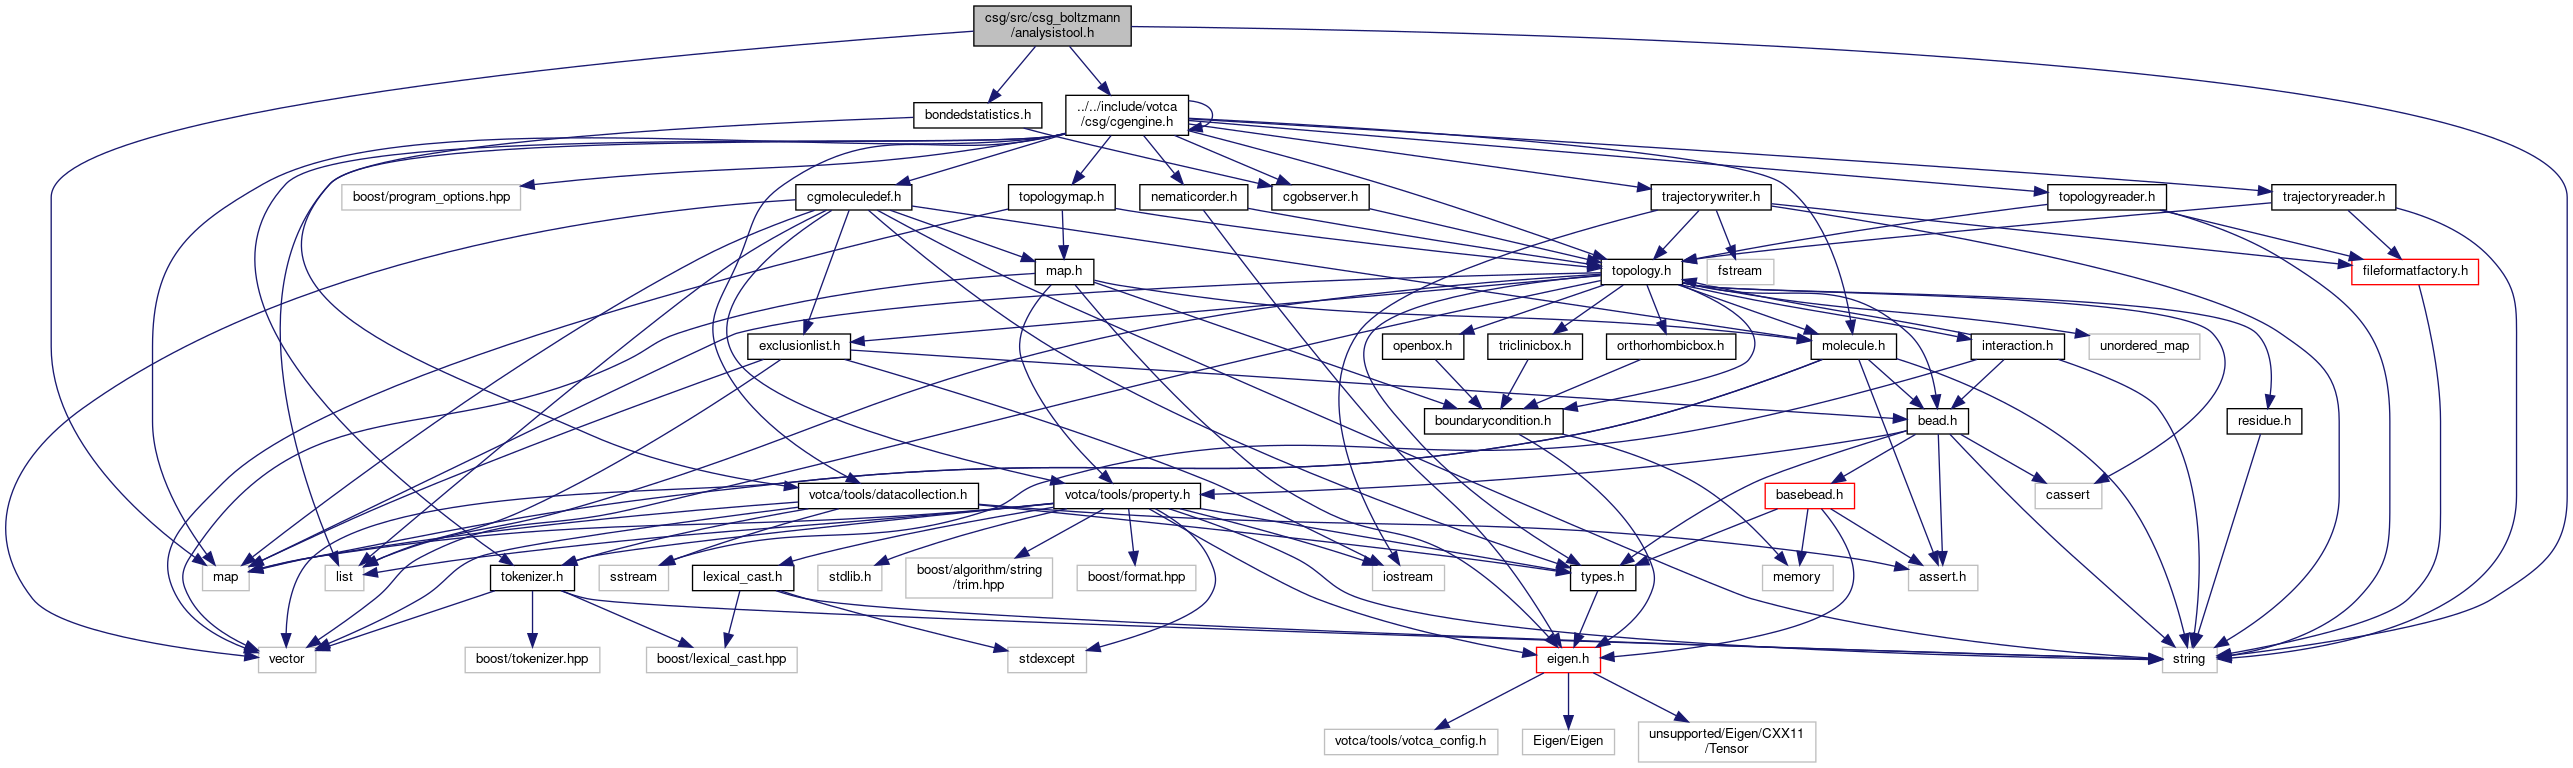 csg/src/csg_boltzmann
/analysistool.h
bondedstatistics.h
../../include/votca
/csg/cgengine.h
boost/program_options.hpp
cgmoleculedef.h
topologymap.h
nematicorder.h
cgobserver.h
trajectorywriter.h
topologyreader.h
trajectoryreader.h
map.h
topology.h
fstream
fileformatfactory.h
exclusionlist.h
openbox.h
triclinicbox.h
orthorhombicbox.h
molecule.h
interaction.h
unordered_map
boundarycondition.h
bead.h
residue.h
votca/tools/datacollection.h
votca/tools/property.h
basebead.h
cassert
map
list
tokenizer.h
sstream
lexical_cast.h
stdlib.h
boost/algorithm/string
/trim.hpp
boost/format.hpp
iostream
types.h
memory
assert.h
vector
boost/tokenizer.hpp
boost/lexical_cast.hpp
stdexcept
eigen.h
string
votca/tools/votca_config.h
Eigen/Eigen
unsupported/Eigen/CXX11
/Tensor